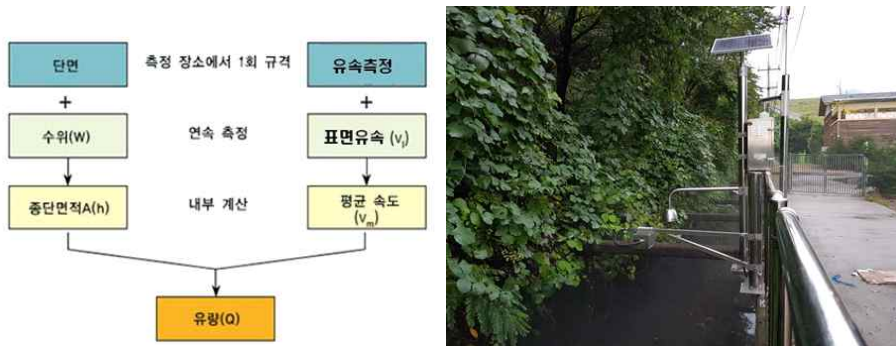 단면
측정 장소에서 1회 규격
유속측정
+
+
수위(W)
연속 측정
표면유속 (vᵢ)
중단면적A(h)
내부 계산
평균 속도
(vₘ)
유량(Q)